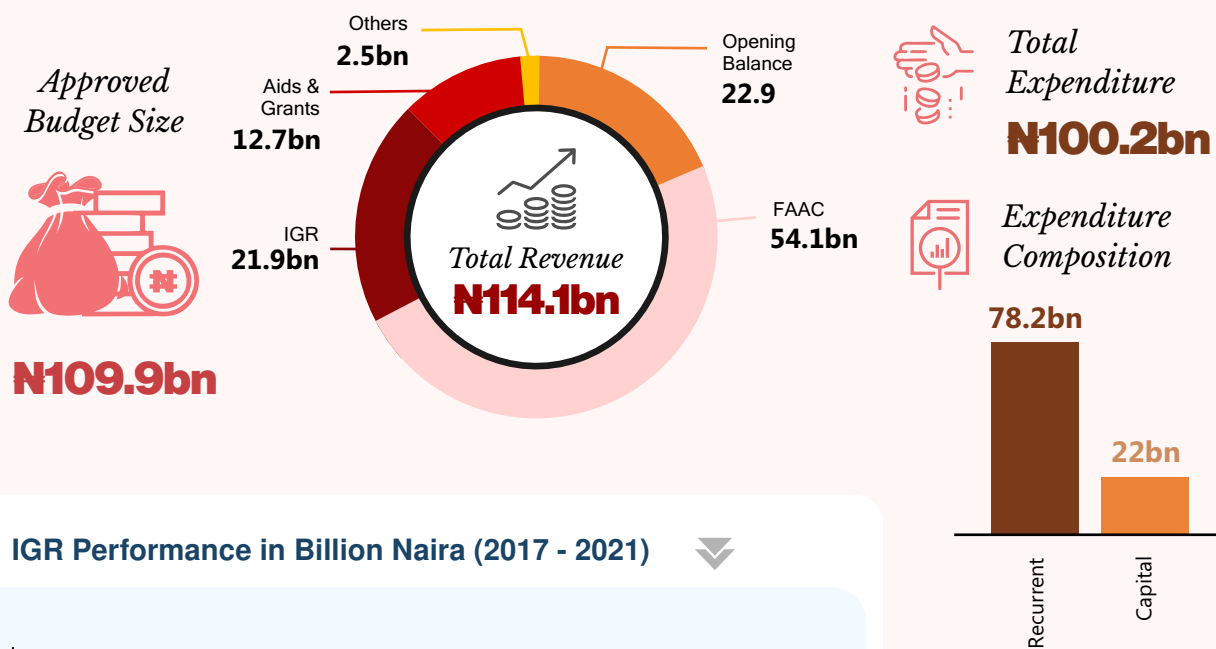 Approved
Budget Size
₦109.9bn
Others
2.5bn
Aids &
Grants
12.7bn
IGR
21.9bn
Opening
Balance
22.9
FAAC
54.1bn
Total Revenue
₦114.1bn
Total
Expenditure
₦100.2bn
Expenditure
Composition
78.2bn
22bn
Recurrent
Capital
IGR Performance in Billion Naira (2017 - 2021)